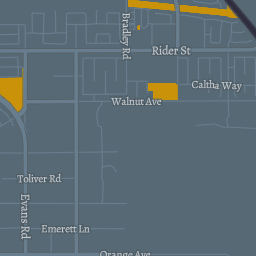 Bradley Rd
Rider St
Caltha Way
Walnut Ave
Toliver Rd
Evans Rd
Emerett Ln
Orange Ave